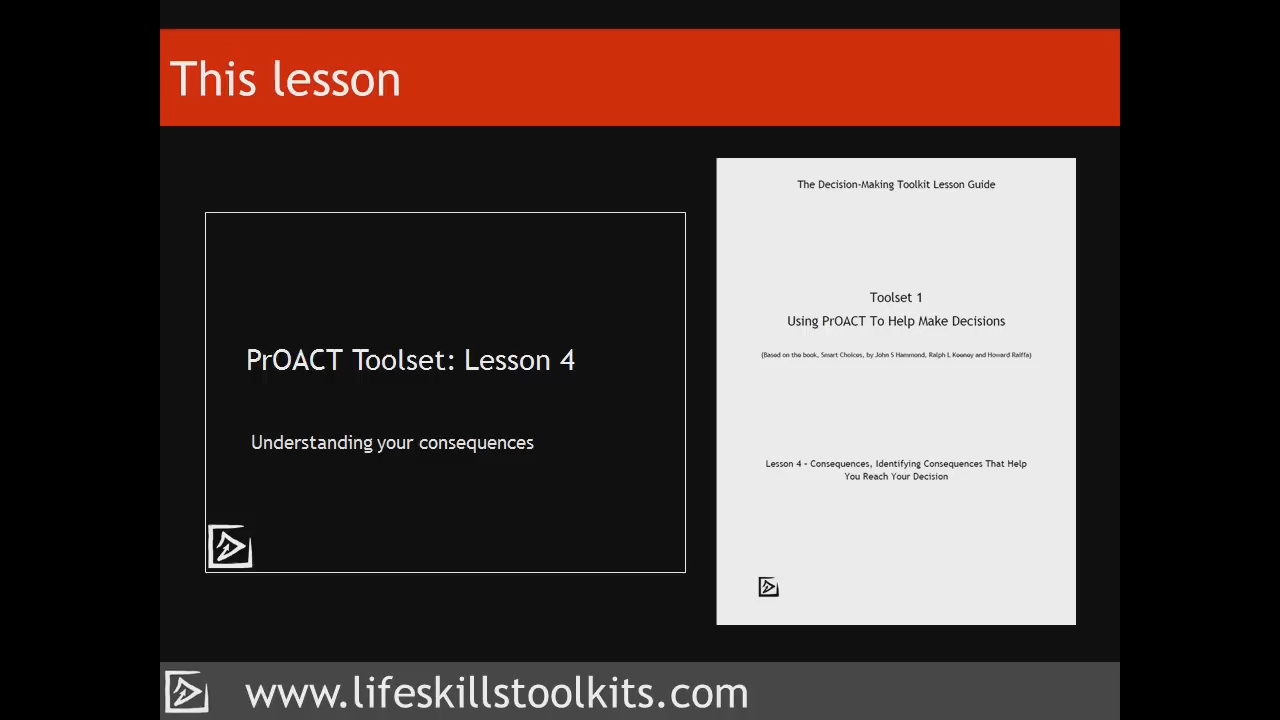 This lesson
PrOACT Toolset: Lesson 4
Understanding your consequences
The Decision-Making Toolkit Lesson Guide
Toolset 1
Using PrOACT To Help Make Decisions
(Based on the book, Smart Choices, by John S Hammond, Ralph L Keeney and Howard Raiffa)
Lesson 4 - Consequences, Identifying Consequences That Help
You Reach Your Decision
www.lifeskillstoolkits.com